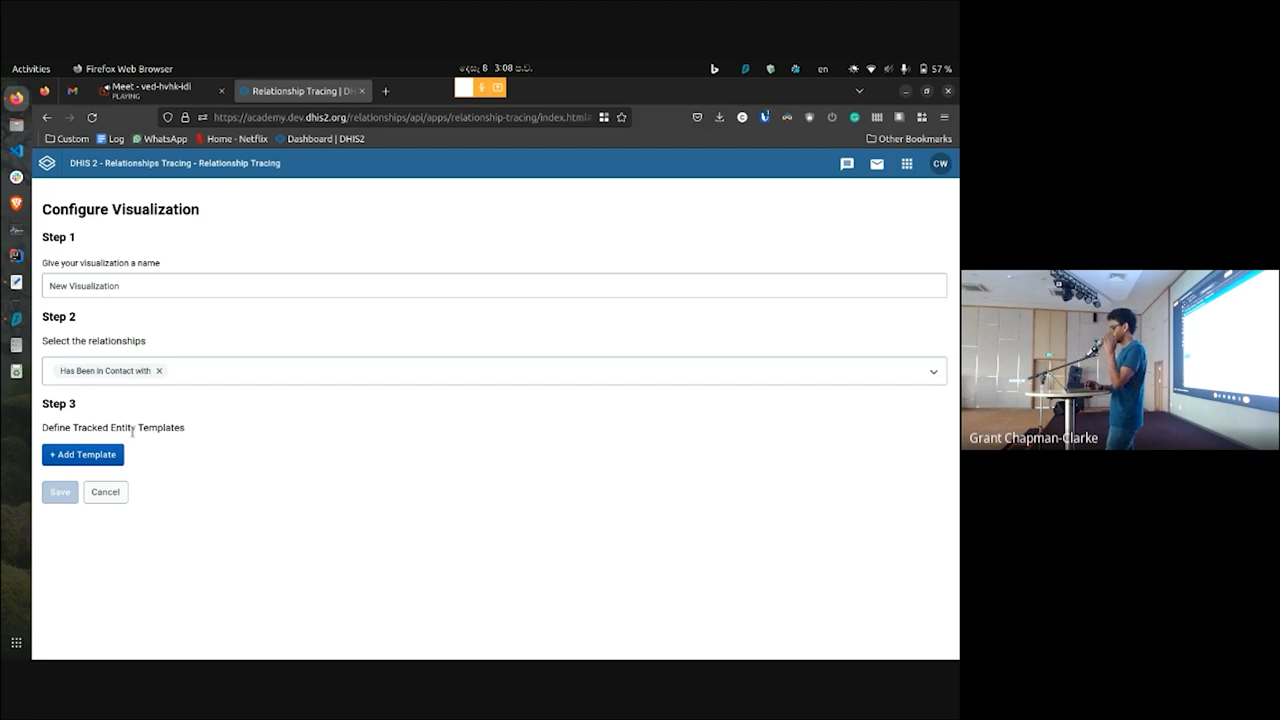 Activities
Firefox Web Browser
දෙසැ 8 3:08 ප.ව.
en
57 %
Meet - ved-hvhk-idi
PLAYING
Relationship Tracing | DH
https://academy.dev.dhis2.org/relationships/api/apps/relationship-tracing/index.html
Custom
Log
WhatsApp
Home - Netflix
Dashboard | DHIS2
Other Bookmarks
DHIS 2 - Relationships Tracing - Relationship Tracing
CW
Configure Visualization
Step 1
Give your visualization a name
New Visualization
Step 2
Select the relationships
Has Been in Contact with
Step 3
Define Tracked Entity Templates
+ Add Template
Save
Cancel
Grant Chapman-Clarke